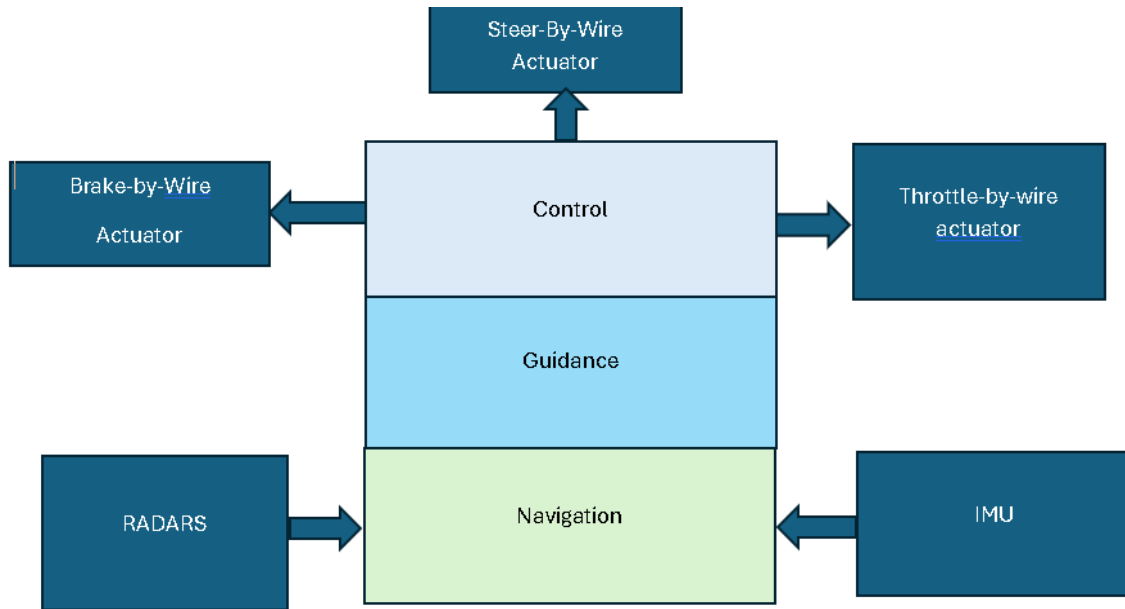 Steer-By-Wire
Actuator
Brake-by-Wire
Actuator
Control
Throttle-by-wire
actuator
Guidance
RADARS
Navigation
IMU